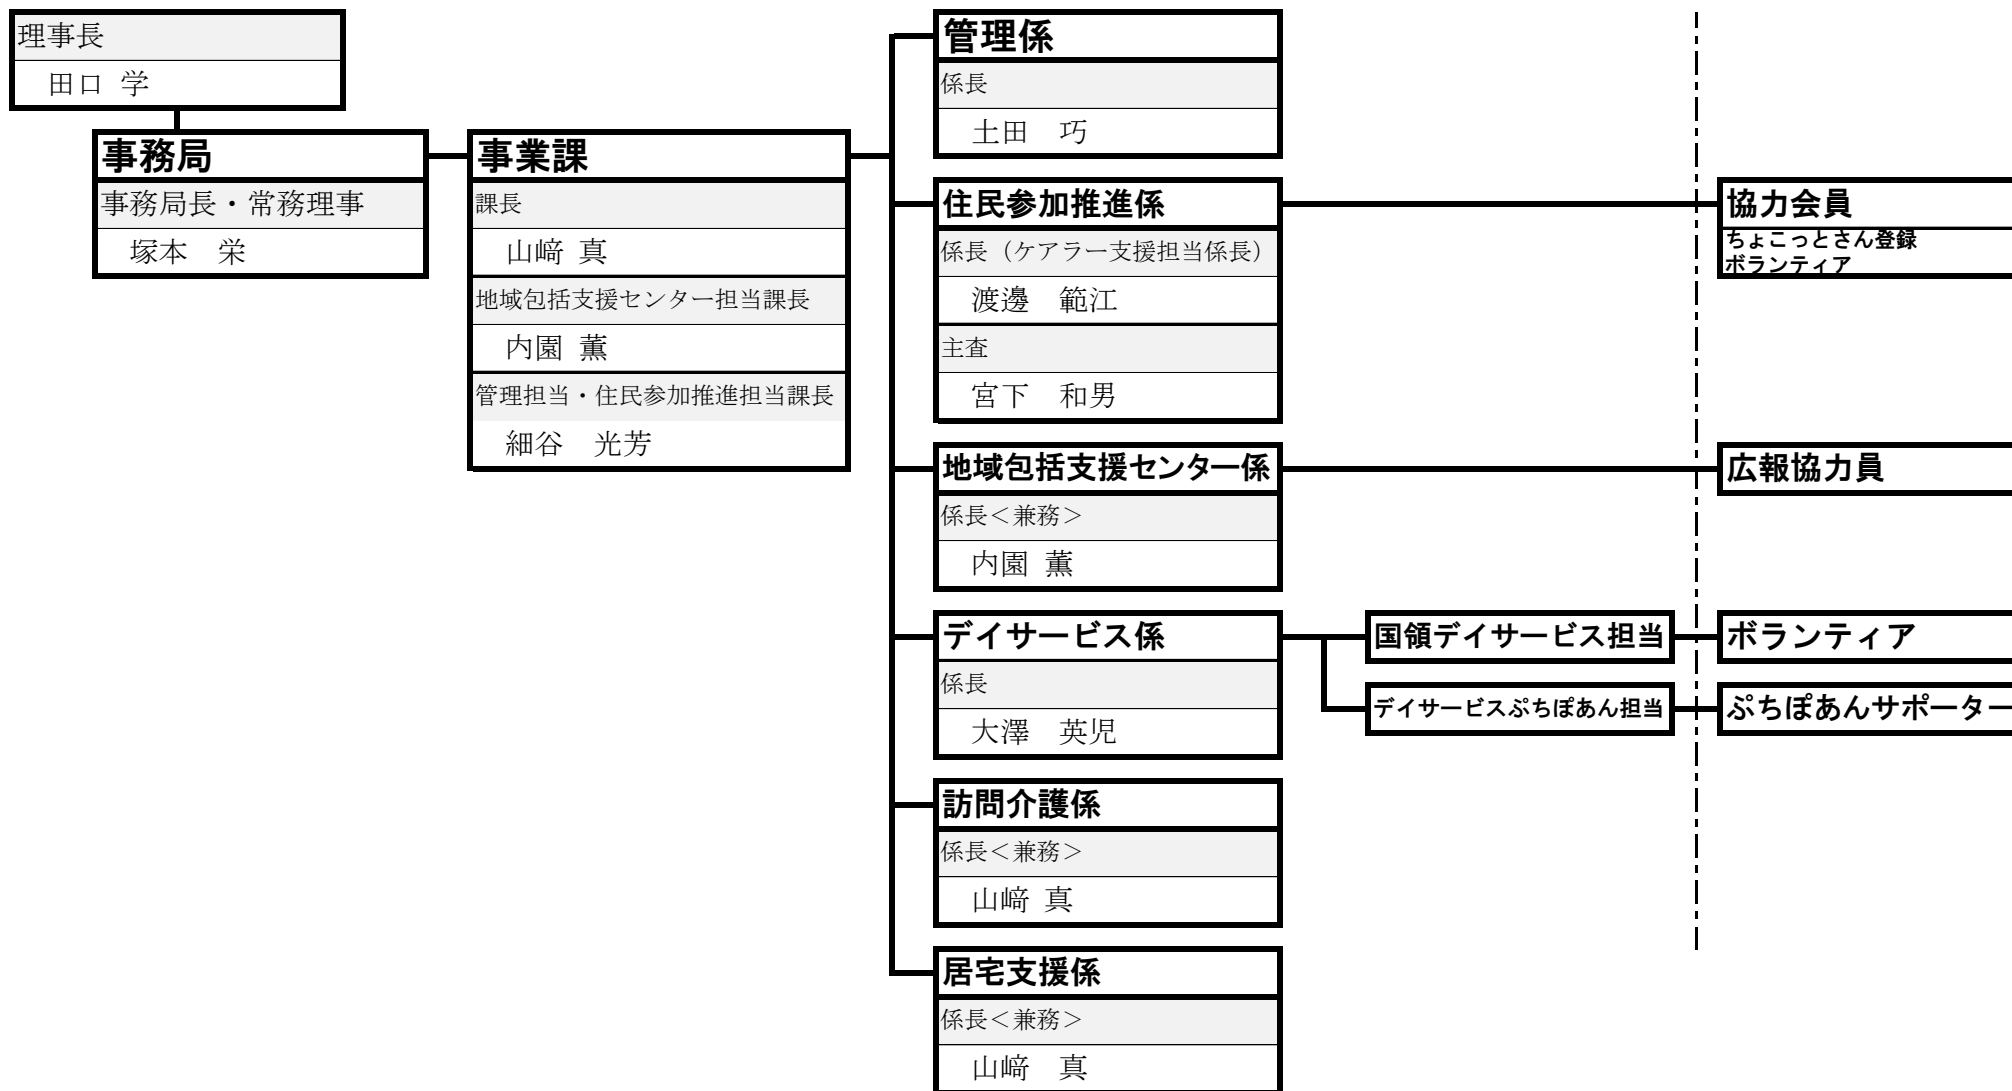 理事長
田口 学
事務局
事務局長・常務理事
塚本　栄
事業課
課長
山﨑 真
地域包括支援センター担当課長
内園 薫
管理担当・住民参加推進担当課長
細谷　光芳
管理係
係長
土田　巧
住民参加推進係
係長（ケアラー支援担当係長）
渡邊　範江
主査
宮下　和男
地域包括支援センター係
係長＜兼務＞
内園 薫
デイサービス係
係長
大澤　英児
訪問介護係
係長＜兼務＞
山﨑 真
居宅支援係
係長＜兼務＞
山﨑　真
国領デイサービス担当
デイサービスぷちぽあん担当
協力会員
ちょこっとさん登録
ボランティア
広報協力員
ボランティア
ぷちぽあんサポーター